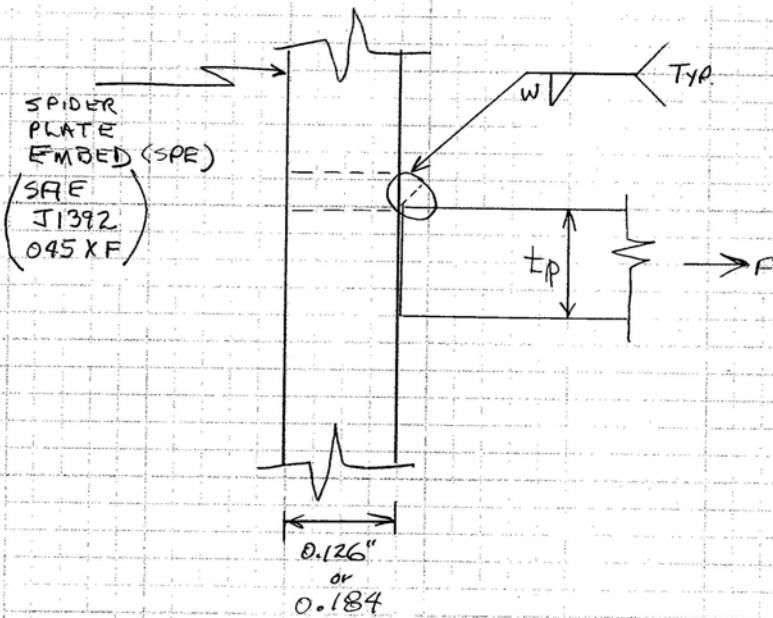 SPIDER
PLATE
EMBED (SPE)
(SAE
J1392
045 XF)
W
TYP.
tp
F
0.126"
or
0.184